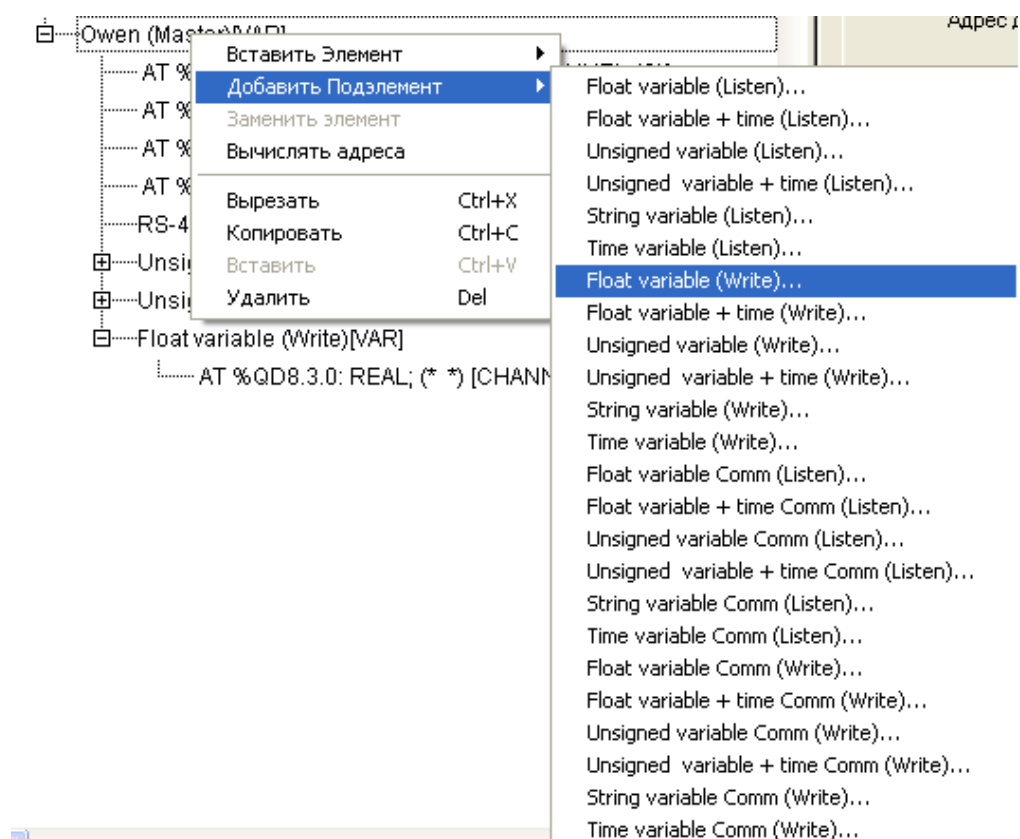 Адрес
Owen (Master)[VAR]
AT %
AT %
AT %
AT %
RS-4
Unsi
Unsi
Float variable (Write)[VAR]
AT %QD8.3.0: REAL; (* *) [CHANN
Вставить Элемент
Добавить Подэлемент
Заменить элемент
Вычислять адреса
Вырезать Ctrl+X
Копировать Ctrl+C
Вставить Ctrl+V
Удалить Del
Float variable (Listen)...
Float variable + time (Listen)...
Unsigned variable (Listen)...
Unsigned variable + time (Listen)...
String variable (Listen)...
Time variable (Listen)...
Float variable (Write)...
Float variable + time (Write)...
Unsigned variable (Write)...
Unsigned variable + time (Write)...
String variable (Write)...
Time variable (Write)...
Float variable Comm (Listen)...
Float variable + time Comm (Listen)...
Unsigned variable Comm (Listen)...
Unsigned variable + time Comm (Listen)...
String variable Comm (Listen)...
Time variable Comm (Listen)...
Float variable Comm (Write)...
Float variable + time Comm (Write)...
Unsigned variable Comm (Write)...
Unsigned variable + time Comm (Write)...
String variable Comm (Write)...
Time variable Comm (Write)...